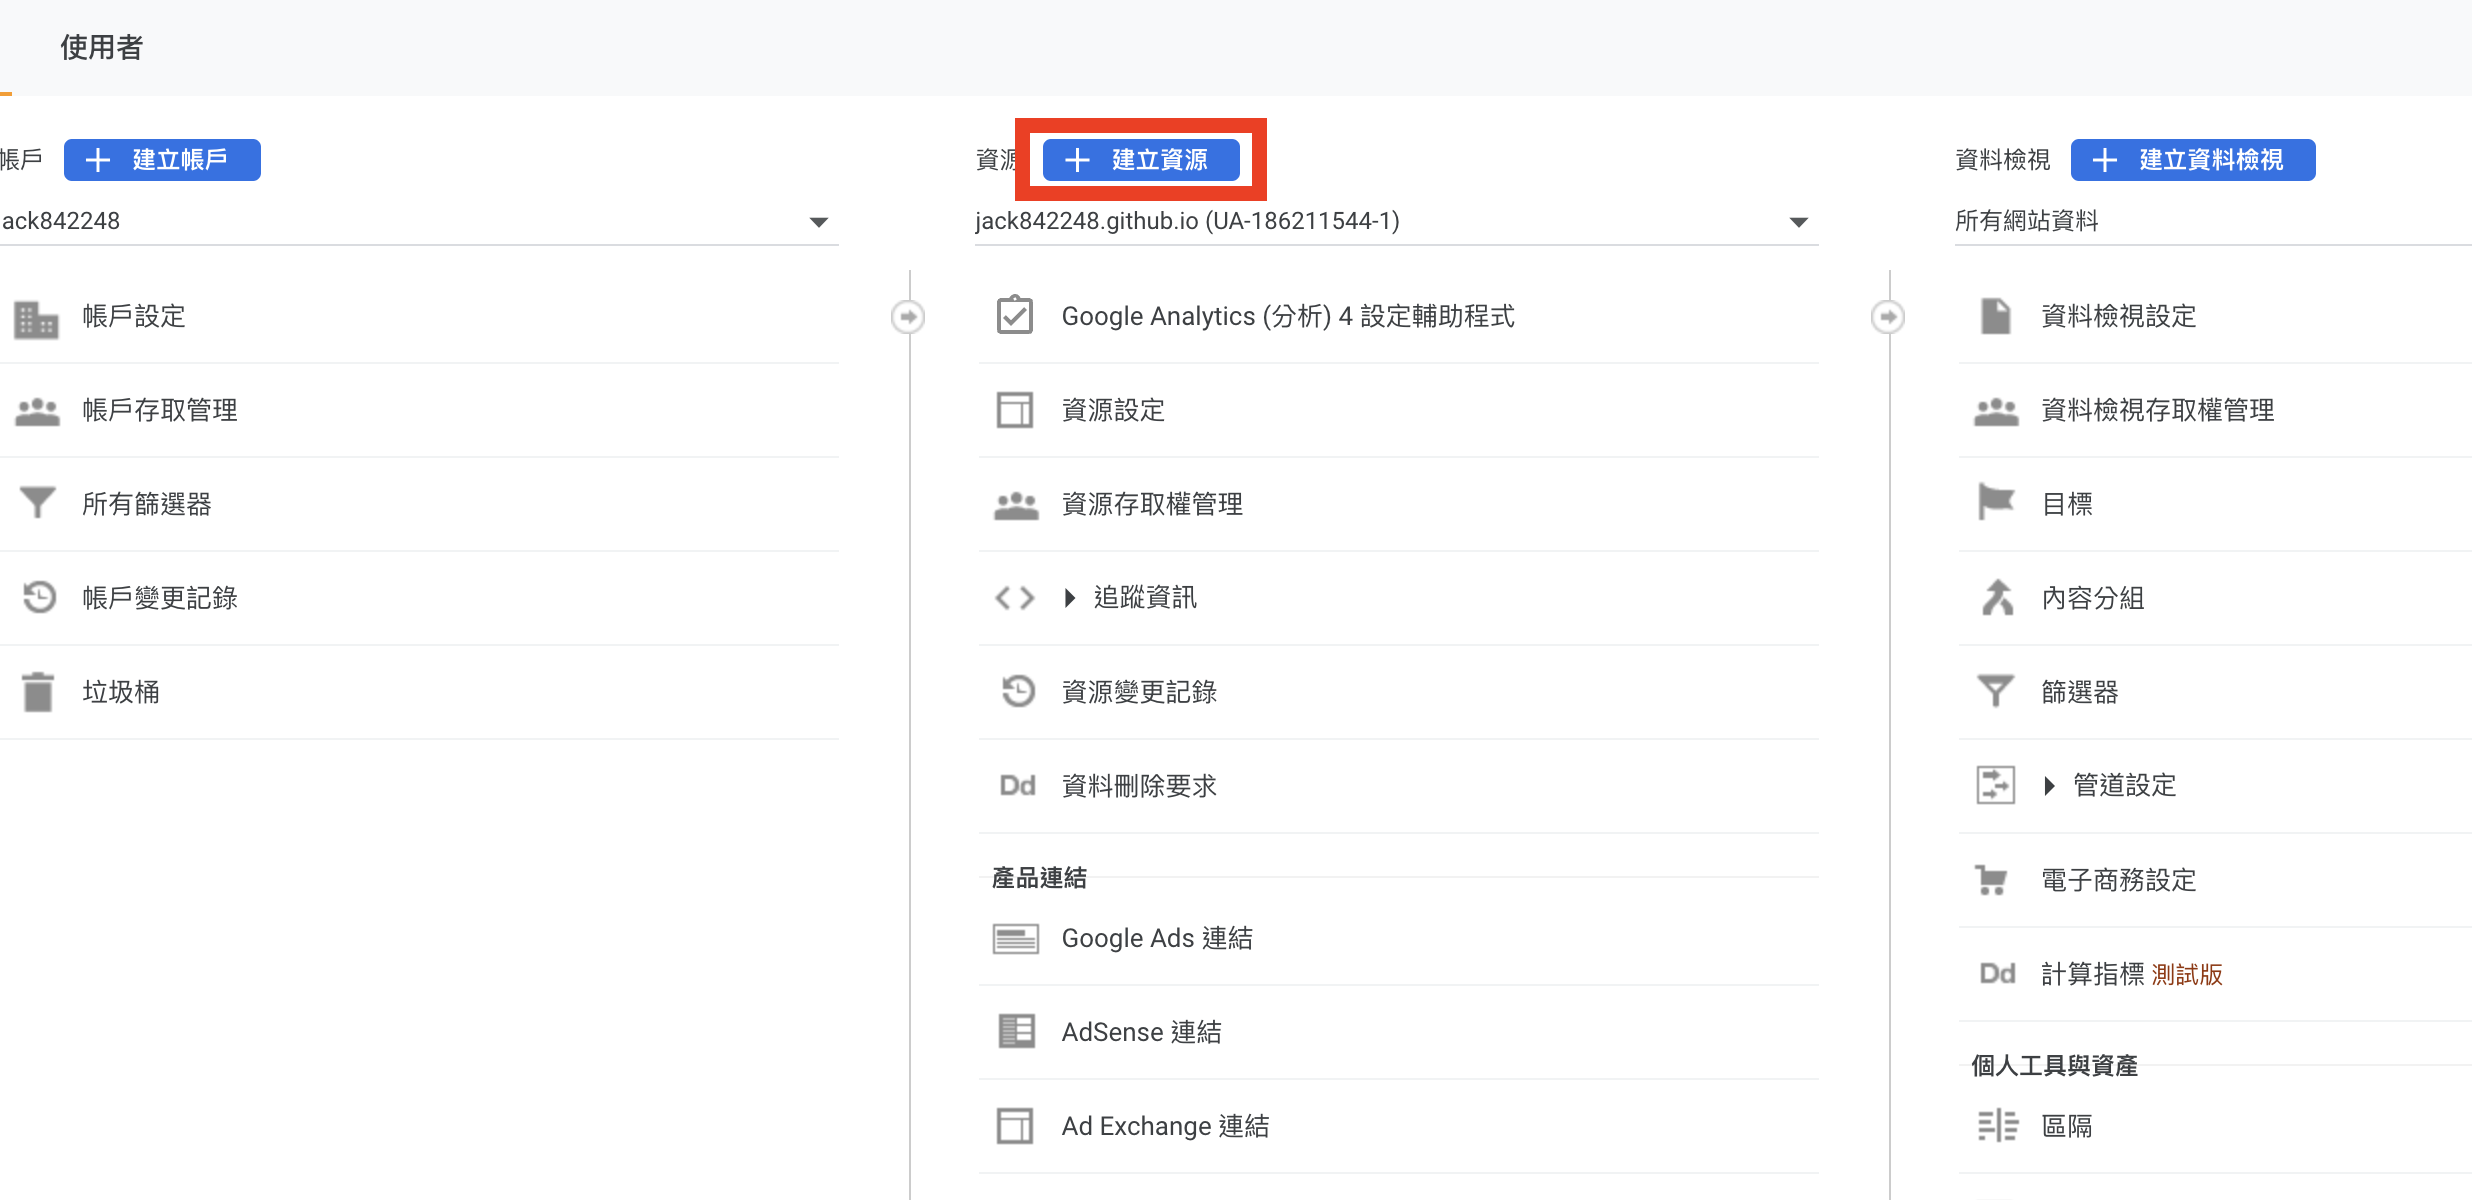 使用者
帳戶
建立帳戶
ack842248
帳戶設定
帳戶存取管理
所有篩選器
帳戶變更記錄
垃圾桶
資源
建立資源
jack842248.github.io (UA-186211544-1)
Google Analytics (分析) 4 設定輔助程式
資源設定
資源存取權管理
追蹤資訊
資源變更記錄
Dd 資料刪除要求
產品連結
Google Ads 連結
AdSense 連結
Ad Exchange 連結
資料檢視
建立資料檢視
所有網站資料
資料檢視設定
資料檢視存取權管理
目標
內容分組
篩選器
管道設定
電子商務設定
Dd 計算指標 測試版
個人工具與資產
區隔